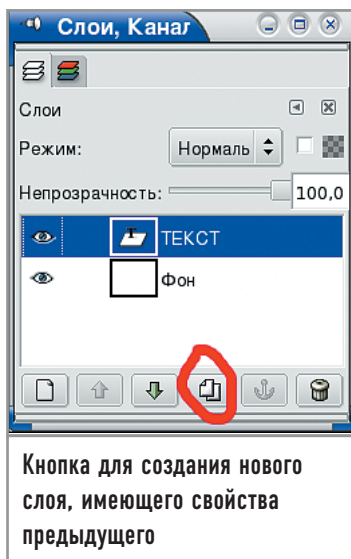 Слои, Канал
Слои
Режим: Нормаль
Непрозрачность: 100,0
ТЕКСТ
Фон
Кнопка для создания нового
слоя, имеющего свойства
предыдущего